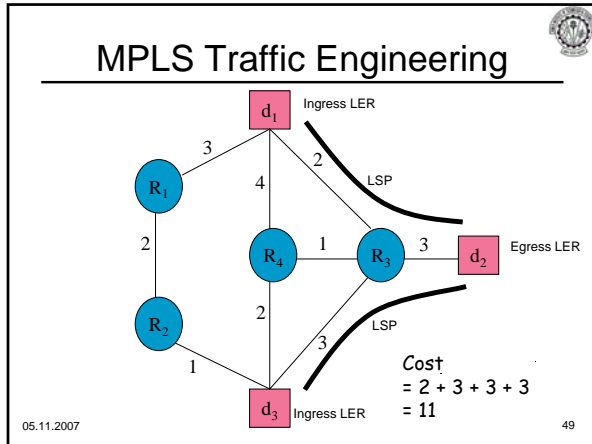 MPLS Traffic Engineering
d1
Ingress LER
3
2
4
LSP
R1
2
R4
1
R3
3
d2
Egress LER
R2
2
LSP
3
1
Cost
= 2 + 3 + 3 + 3
= 11
d3
Ingress LER
05.11.2007
49